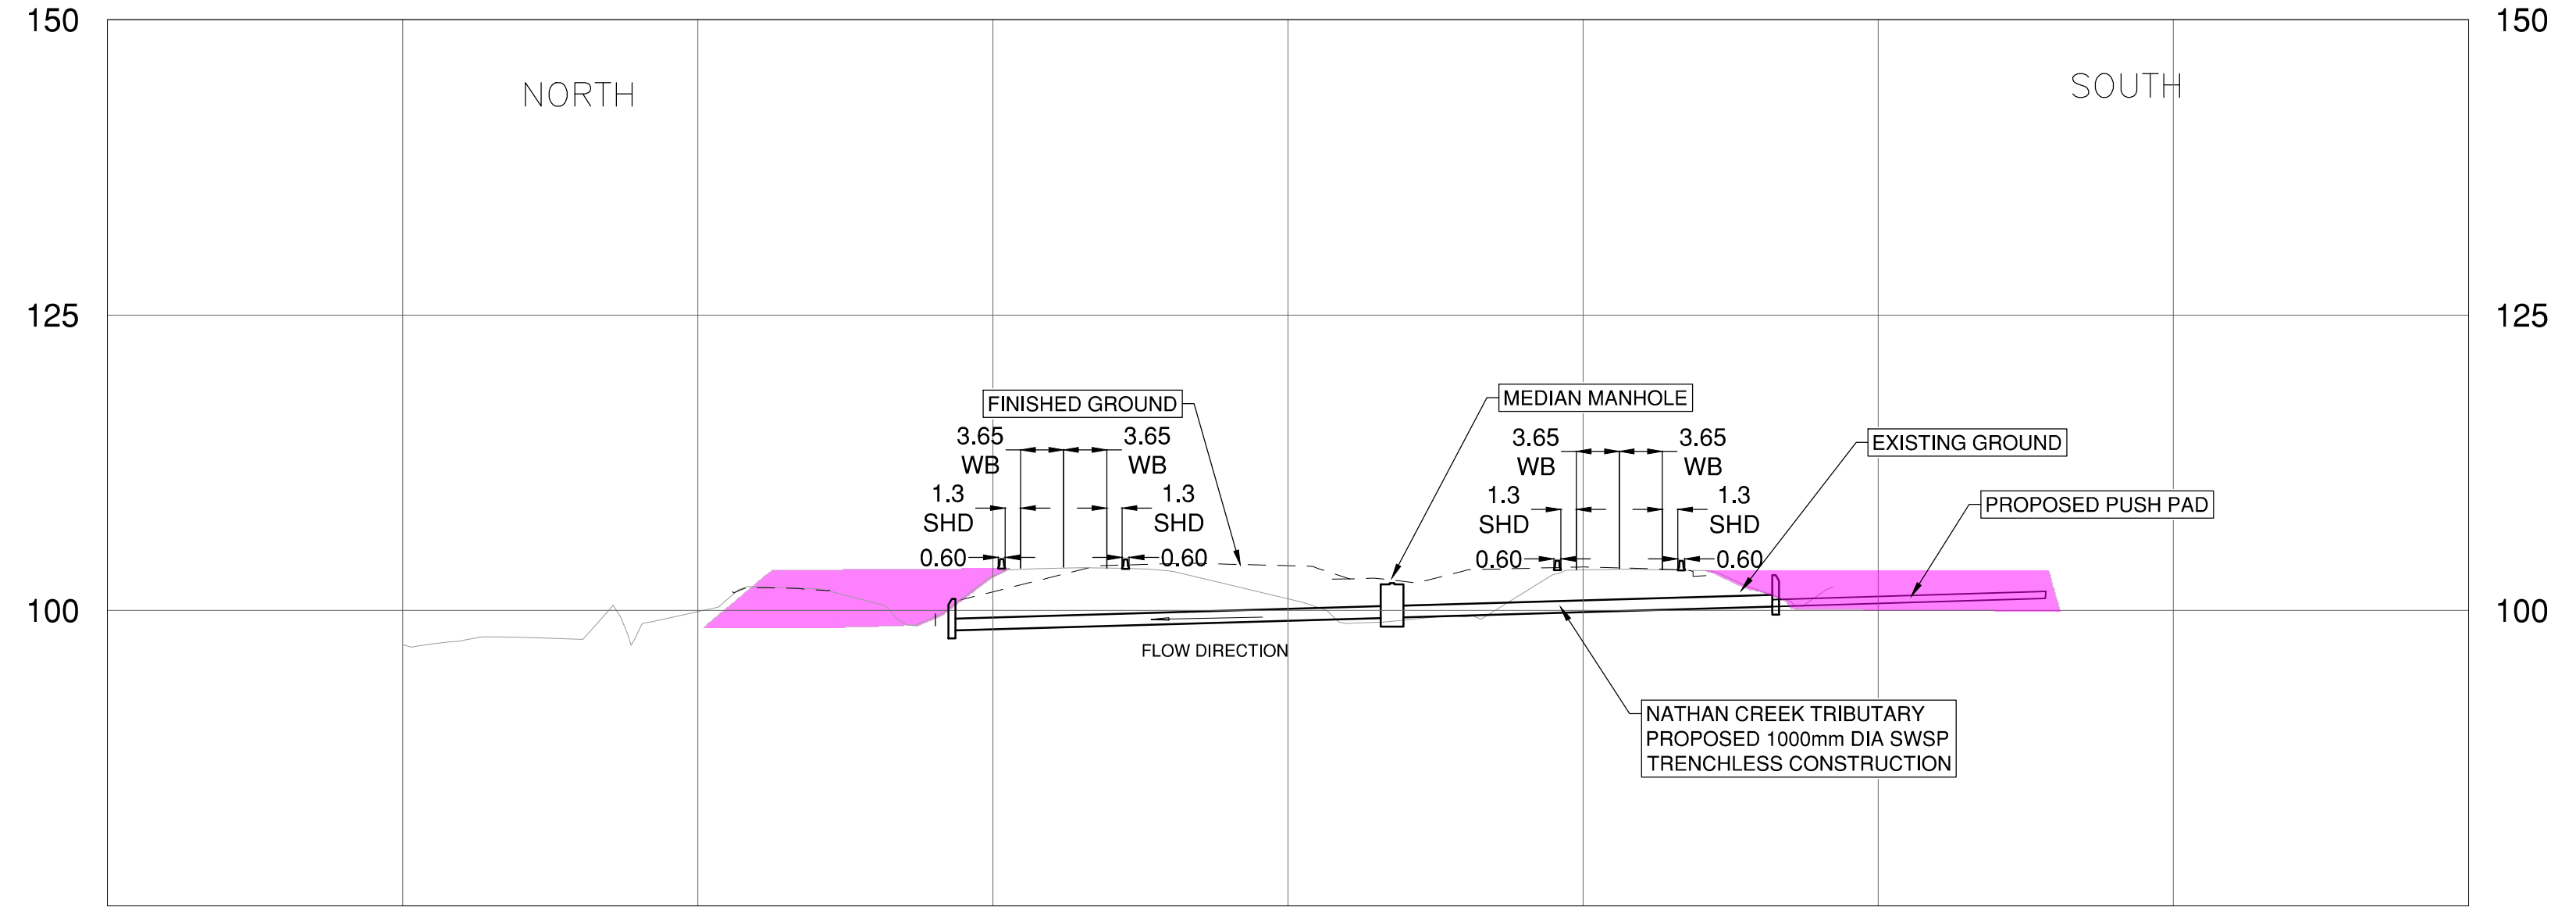 150
150
NORTH
SOUTH
125
125
FINISHED GROUND
MEDIAN MANHOLE
3.65
WB
3.65
WB
3.65
WB
3.65
WB
EXISTING GROUND
1.3
SHD
1.3
SHD
1.3
SHD
1.3
SHD
PROPOSED PUSH PAD
0.60
0.60
0.60
0.60
100
100
FLOW DIRECTION
NATHAN CREEK TRIBUTARY
PROPOSED 1000mm DIA SWSP
TRENCHLESS CONSTRUCTION